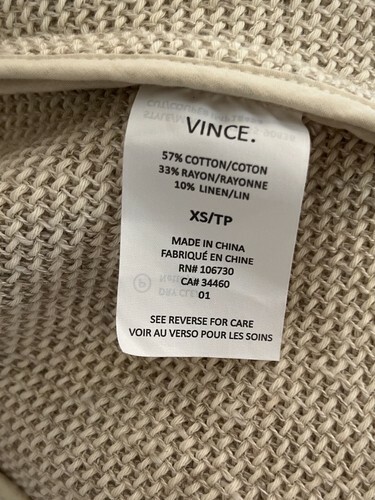 VINCE.
57% COTTON/COTON
33% RAYON/RAYONNE
10% LINEN/LIN
XS/TP
MADE IN CHINA
FABRIQUÉ EN CHINE
RN# 106730
CA# 34460
01
SEE REVERSE FOR CARE
VOIR AU VERSO POUR LES SOINS